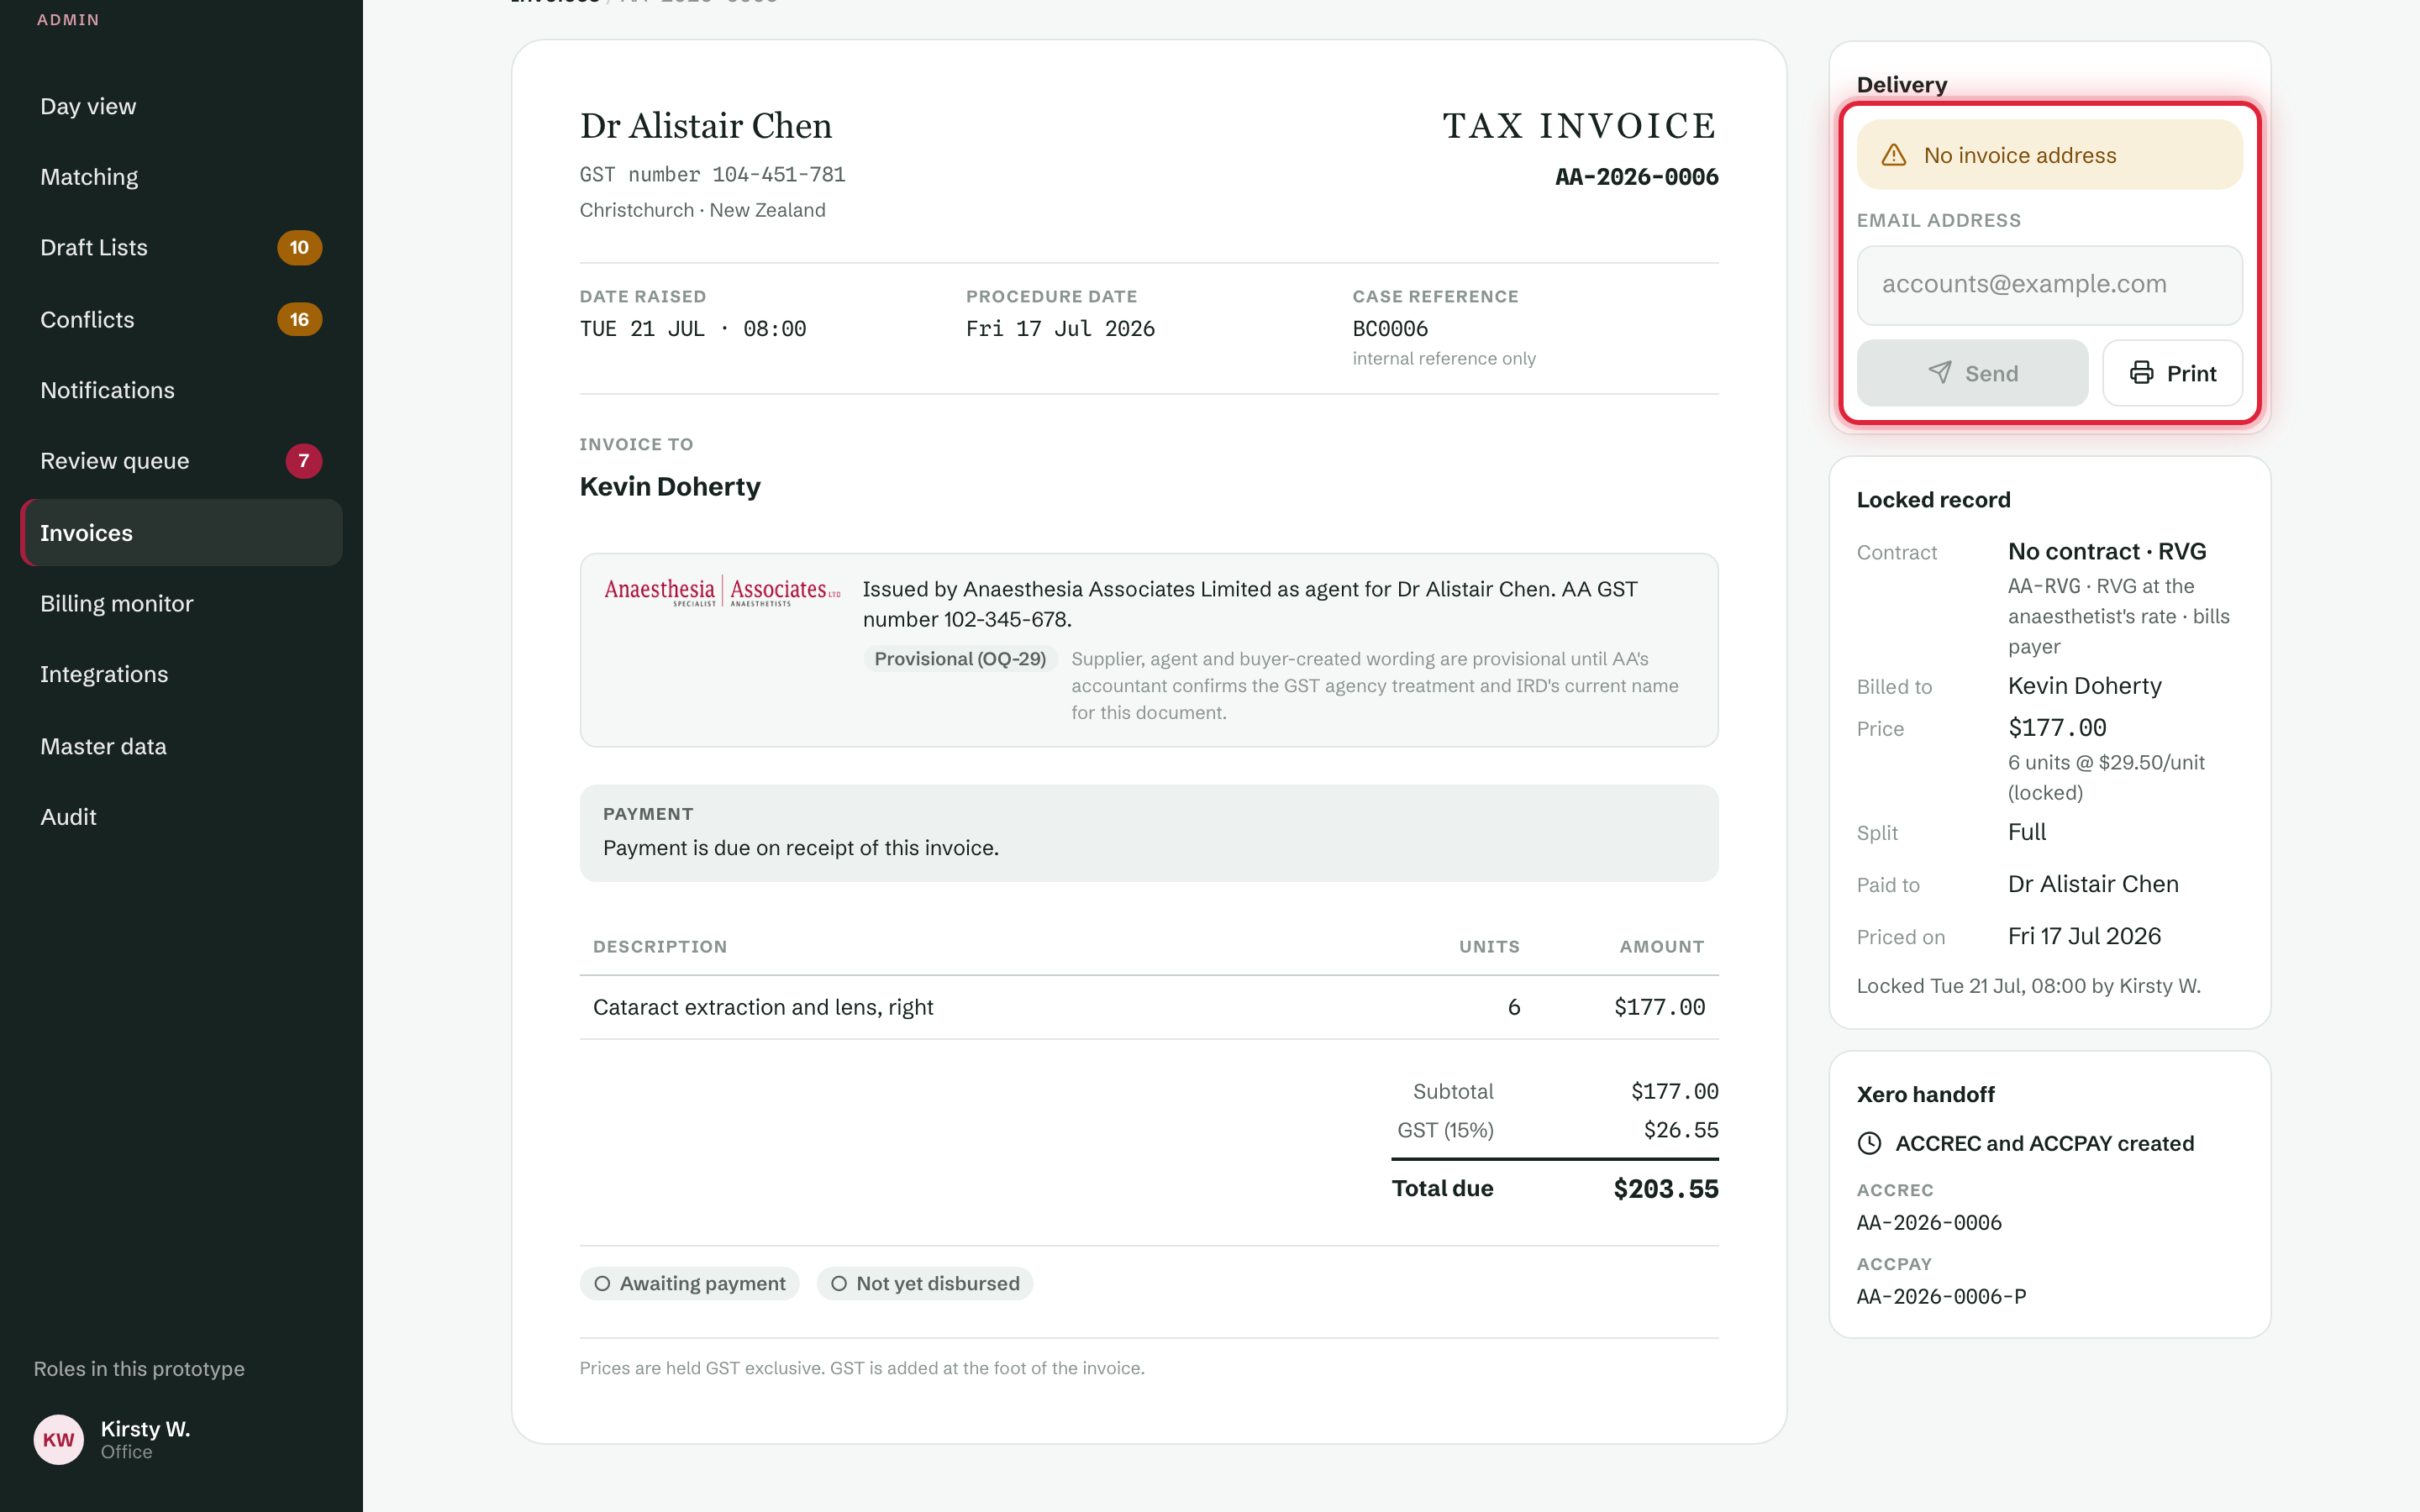 ADMIN
Day view
Matching
Draft Lists 10
Conflicts 16
Notifications
Review queue 7
Invoices
Billing monitor
Integrations
Master data
Audit
Roles in this prototype
KW
Kirsty W.
Office
Dr Alistair Chen
GST number 104-451-781
Christchurch · New Zealand
TAX INVOICE
AA-2026-0006
DATE RAISED
TUE 21 JUL · 08:00
PROCEDURE DATE
Fri 17 Jul 2026
CASE REFERENCE
BC0006
internal reference only
INVOICE TO
Kevin Doherty
Anaesthesia Associates LTD
SPECIALIST ANAESTHETISTS
Issued by Anaesthesia Associates Limited as agent for Dr Alistair Chen. AA GST
number 102-345-678.
Provisional (OQ-29)
Supplier, agent and buyer-created wording are provisional until AA's
accountant confirms the GST agency treatment and IRD's current name
for this document.
PAYMENT
Payment is due on receipt of this invoice.
DESCRIPTION UNITS AMOUNT
Cataract extraction and lens, right 6 $177.00
Subtotal $177.00
GST (15%) $26.55
Total due $203.55
Awaiting payment
Not yet disbursed
Prices are held GST exclusive. GST is added at the foot of the invoice.
Delivery
No invoice address
EMAIL ADDRESS
accounts@example.com
Send
Print
Locked record
Contract No contract · RVG
AA-RVG · RVG at the
anaesthetist's rate · bills
payer
Billed to Kevin Doherty
Price $177.00
6 units @ $29.50/unit
(locked)
Split Full
Paid to Dr Alistair Chen
Priced on Fri 17 Jul 2026
Locked Tue 21 Jul, 08:00 by Kirsty W.
Xero handoff
ACCREC and ACCPAY created
ACCREC
AA-2026-0006
ACCPAY
AA-2026-0006-P